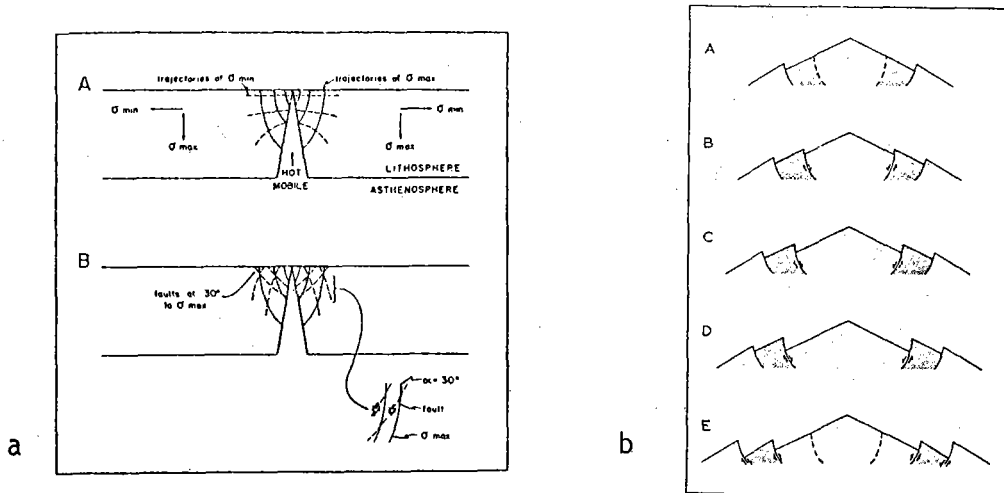 A
trajectories of σ min
trajectories of σ max
σ min
σ max
σ min
σ max
HOT
MOBILE
LITHOSPHERE
ASTHENOSPHERE
B
faults at 30°
to σ max
α = 30°
fault
σ max
a
A
B
C
D
E
b